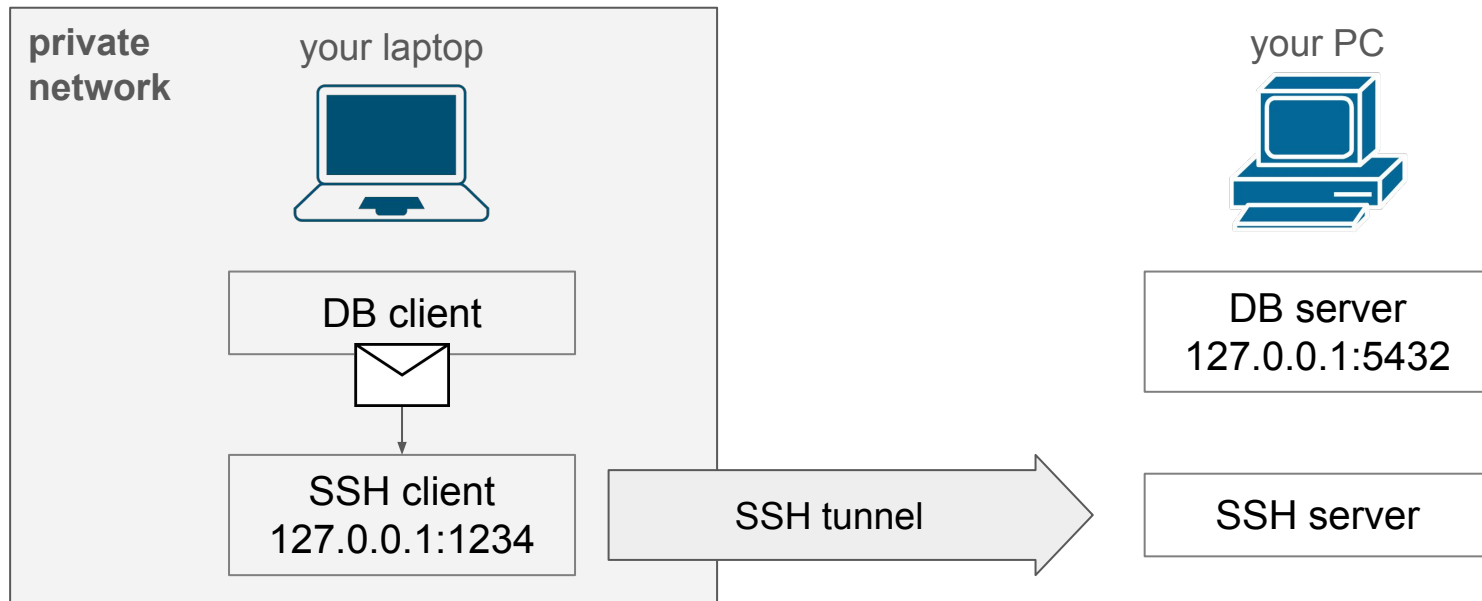 private
network
your laptop
your PC
DB client
DB server
127.0.0.1:5432
SSH client
127.0.0.1:1234
SSH tunnel
SSH server